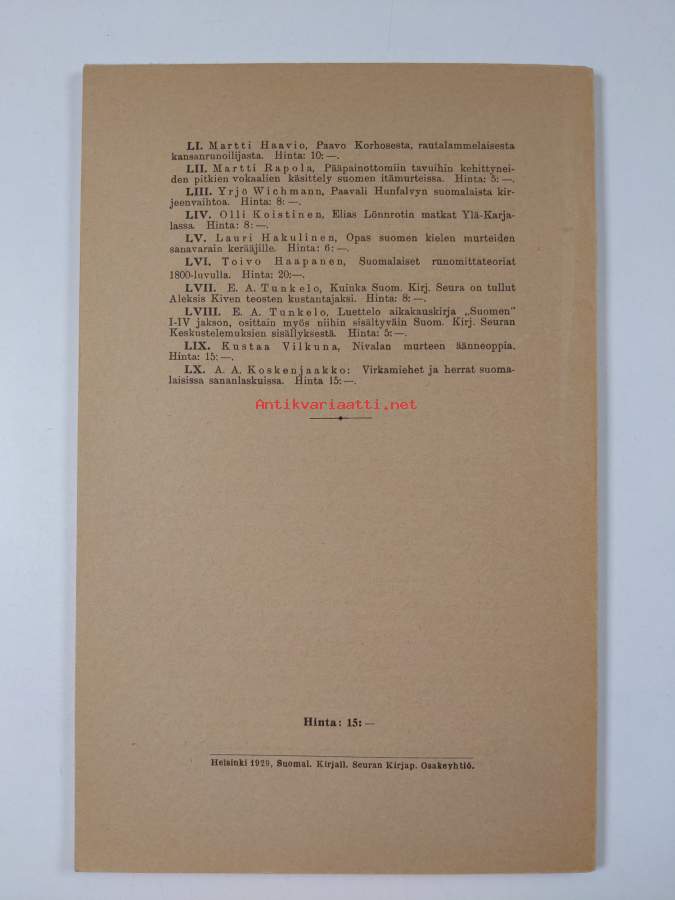 LI. Martti Haavio, Paavo Korhosesta, rautalammelaisesta
kansanrunoilijasta. Hinta: 10: —.
LII. Martti Rapola, Pääpainottomiin tavuihin kehittynei-
den pitkien vokaalien käsittely suomen itämurteissa. Hinta: 5: —.
LIII. Yrjö Wichmann, Paavali Hunfalvyn suomalaista kir-
jeenvaihtoa. Hinta: 8: —.
LIV. Olli Koistinen, Elias Lönnrotin matkat Ylä-Karja-
lassa. Hinta: 8: —.
LV. Lauri Hakulinen, Opas suomen kielen murteiden
sanavarain kerääjille. Hinta: 6: —.
LVI. Toivo Haapanen, Suomalaiset runomittateoriat
1800-luvulla. Hinta: 20:—.
LVII. E. A. Tunkelo, Kuinka Suom. Kirj. Seura on tullut
Aleksis Kiven teosten kustantajaksi. Hinta: 8: —.
LVIII. E. A. Tunkelo, Luettelo aikakauskirja „Suomen”
I-IV jakson, osittain myös niihin sisältyväin Suom. Kirj. Seuran
Keskustelemuksien sisällyksestä. Hinta: 5: —.
LIX. Kustaa Vilkuna, Nivalan murteen äänneoppia.
Hinta: 15: —.
LX. A. A. Koskenjaakko: Virkamiehet ja herrat suoma-
laisissa sananlaskuissa. Hinta 15: —.
Antikvariaatti.net
Hinta: 15: —
Helsinki 1929, Suomal. Kirjall. Seuran Kirjap. Osakeyhtiö.